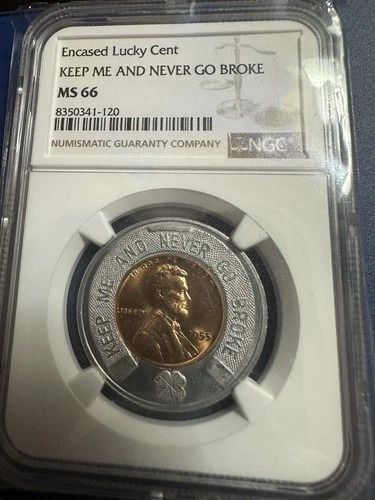 Encased Lucky Cent
KEEP ME AND NEVER GO BROKE
MS 66
8350341-120
NUMISMATIC GUARANTY COMPANY
NGC
KEEP ME AND NEVER GO BROKE
IN GOD WE
LIBERTY
1955